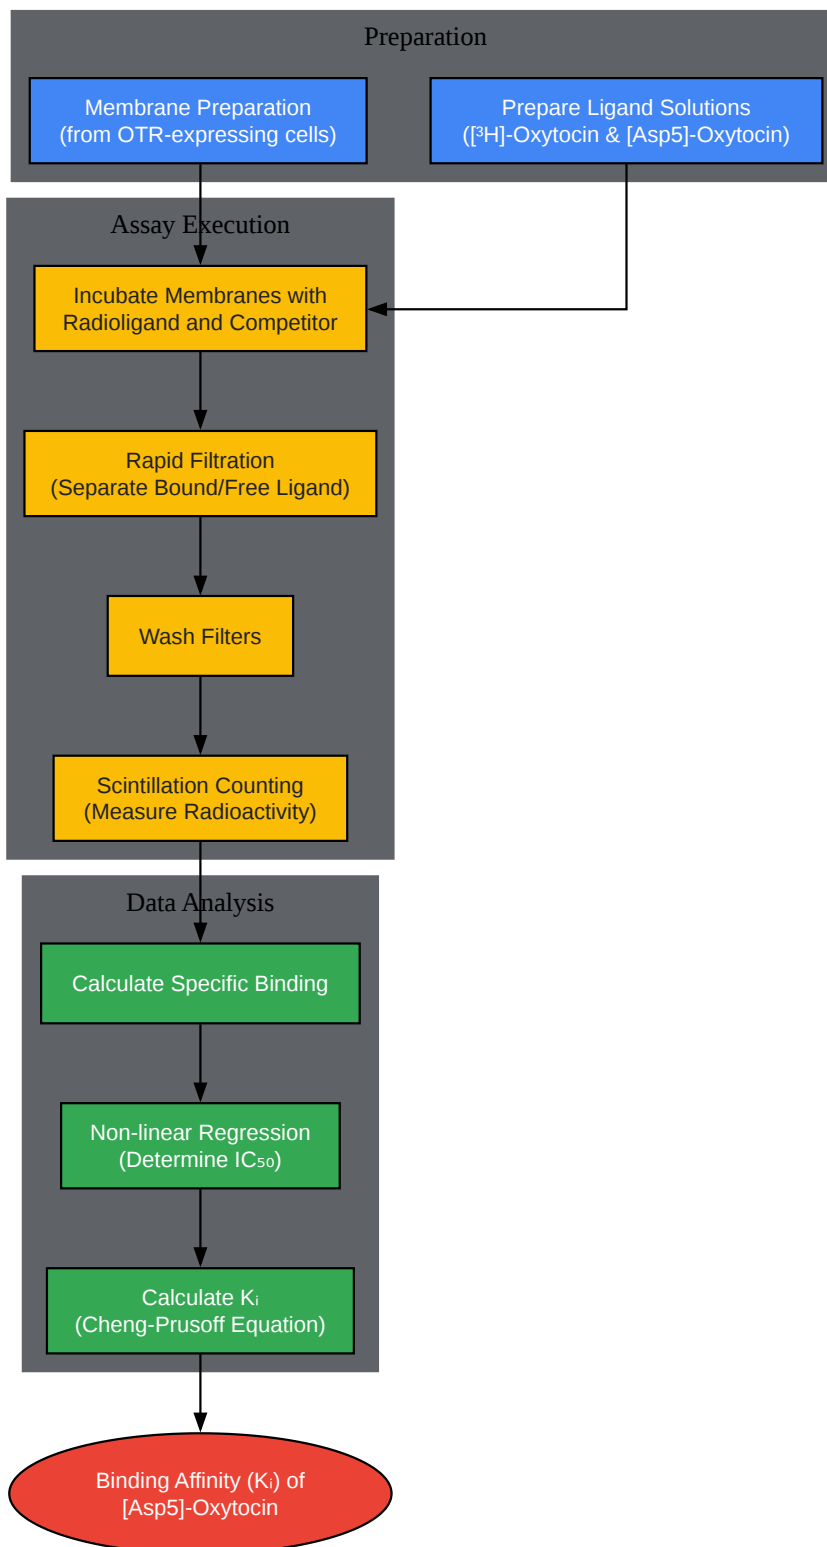 Preparation
Membrane Preparation
(from OTR-expressing cells)
Prepare Ligand Solutions
([³H]-Oxytocin & [Asp5]-Oxytocin)
Assay Execution
Incubate Membranes with
Radioligand and Competitor
Rapid Filtration
(Separate Bound/Free Ligand)
Wash Filters
Scintillation Counting
(Measure Radioactivity)
Data Analysis
Calculate Specific Binding
Non-linear Regression
(Determine IC₅₀)
Calculate Kᵢ
(Cheng-Prusoff Equation)
Binding Affinity (Kᵢ) of
[Asp5]-Oxytocin